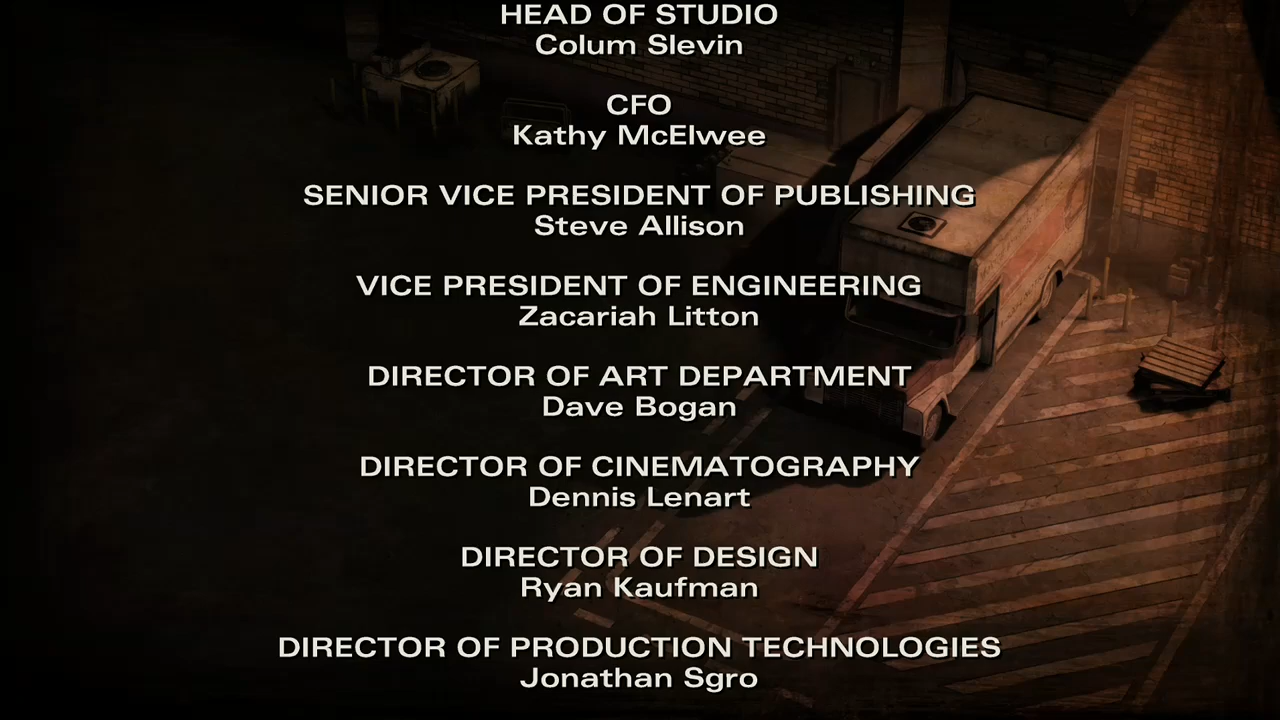 HEAD OF STUDIO
Colum Slevin
CFO
Kathy McElwee
SENIOR VICE PRESIDENT OF PUBLISHING
Steve Allison
VICE PRESIDENT OF ENGINEERING
Zacariah Litton
DIRECTOR OF ART DEPARTMENT
Dave Bogan
DIRECTOR OF CINEMATOGRAPHY
Dennis Lenart
DIRECTOR OF DESIGN
Ryan Kaufman
DIRECTOR OF PRODUCTION TECHNOLOGIES
Jonathan Sgro